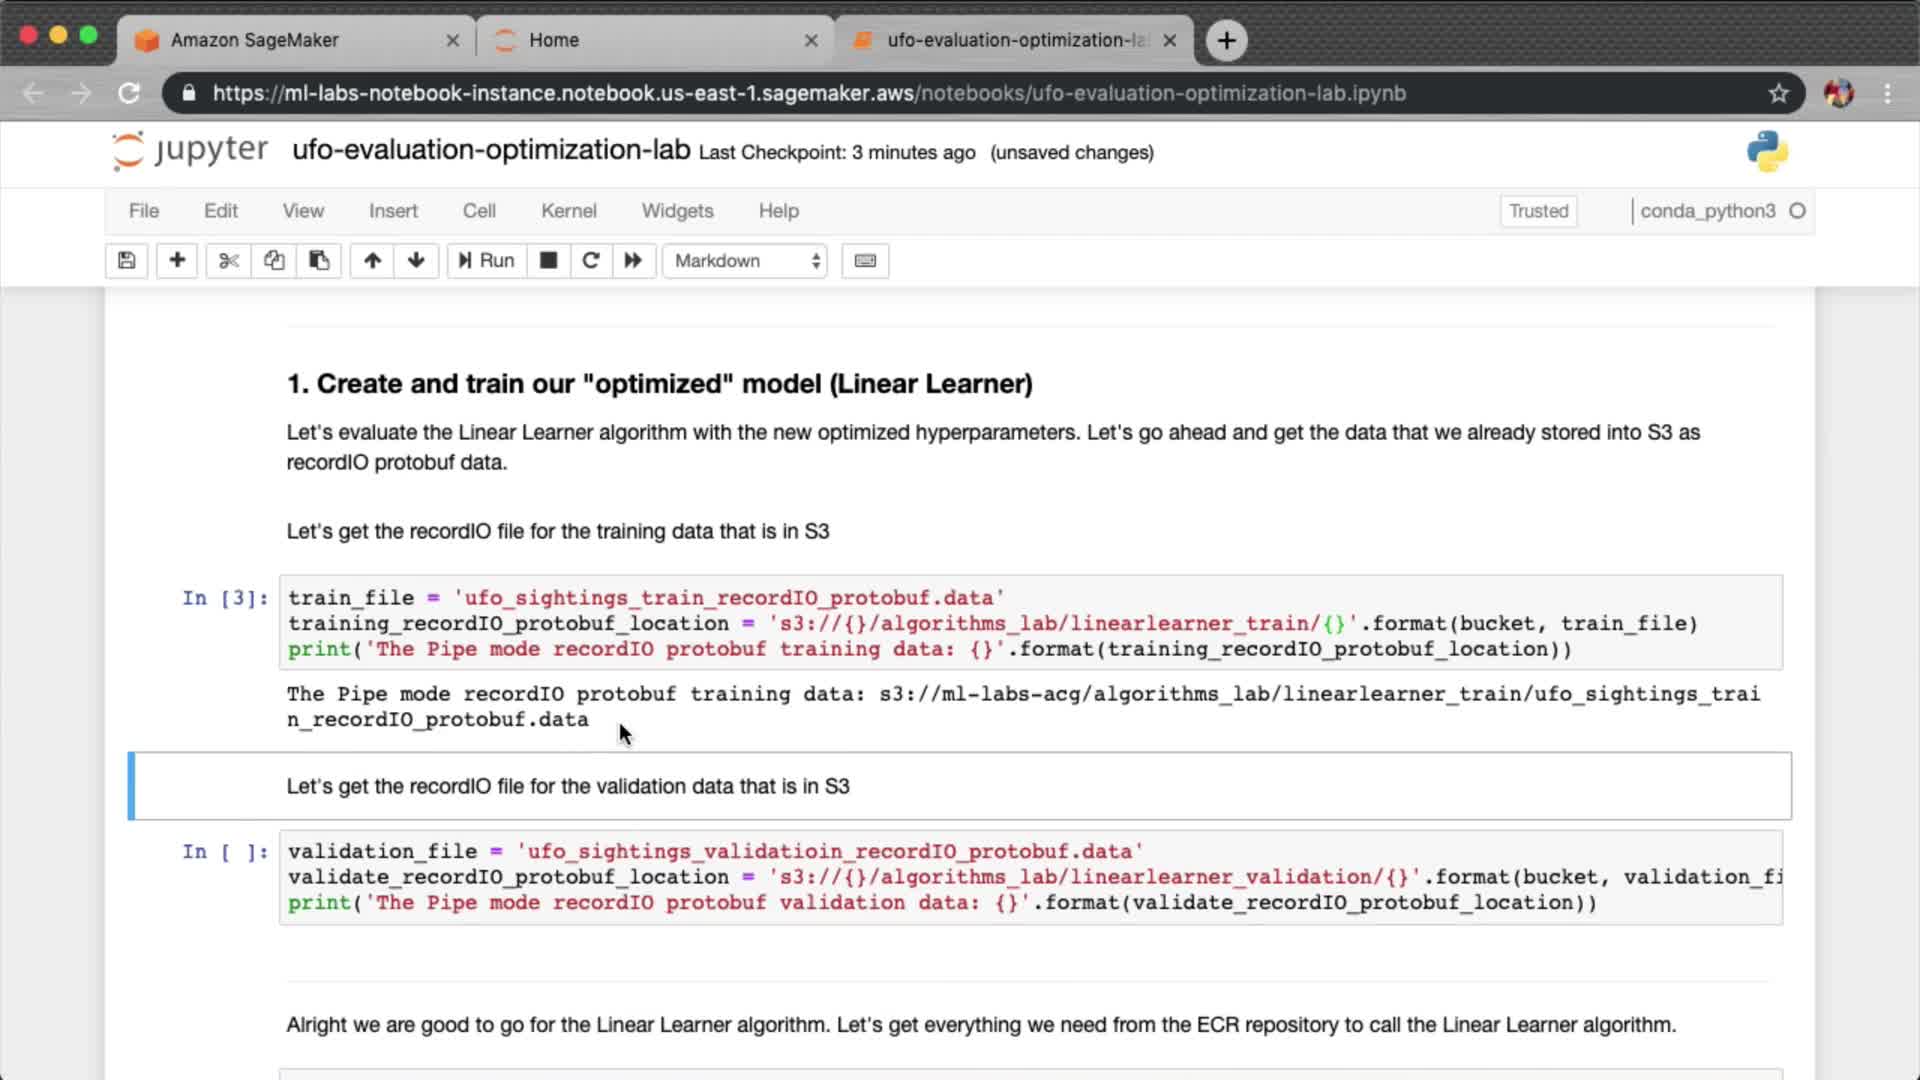 Amazon SageMaker
Home
ufo-evaluation-optimization-la
https://ml-labs-notebook-instance.notebook.us-east-1.sagemaker.aws/notebooks/ufo-evaluation-optimization-lab.ipynb
jupyter ufo-evaluation-optimization-lab Last Checkpoint: 3 minutes ago (unsaved changes)
File Edit View Insert Cell Kernel Widgets Help Trusted conda_python3
Run Markdown
1. Create and train our "optimized" model (Linear Learner)
Let's evaluate the Linear Learner algorithm with the new optimized hyperparameters. Let's go ahead and get the data that we already stored into S3 as
recordIO protobuf data.
Let's get the recordIO file for the training data that is in S3
In [3]: train_file = 'ufo_sightings_train_recordIO_protobuf.data'
training_recordIO_protobuf_location = 's3://{}/algorithms_lab/linearlearner_train/{}'.format(bucket, train_file)
print('The Pipe mode recordIO protobuf training data: {}'.format(training_recordIO_protobuf_location))
The Pipe mode recordIO protobuf training data: s3://ml-labs-acg/algorithms_lab/linearlearner_train/ufo_sightings_trai
n_recordIO_protobuf.data
Let's get the recordIO file for the validation data that is in S3
In [ ]: validation_file = 'ufo_sightings_validatioin_recordIO_protobuf.data'
validate_recordIO_protobuf_location = 's3://{}/algorithms_lab/linearlearner_validation/{}'.format(bucket, validation_fi
print('The Pipe mode recordIO protobuf validation data: {}'.format(validate_recordIO_protobuf_location))
Alright we are good to go for the Linear Learner algorithm. Let's get everything we need from the ECR repository to call the Linear Learner algorithm.